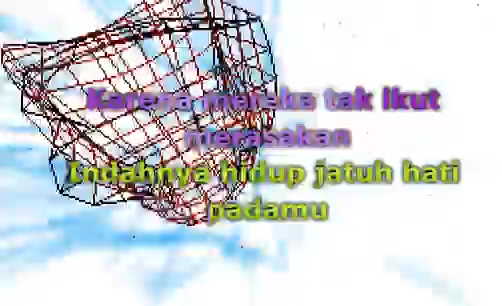 Karena mereka tak ikut
merasakan
Indahnya hidup jatuh hati
padamu